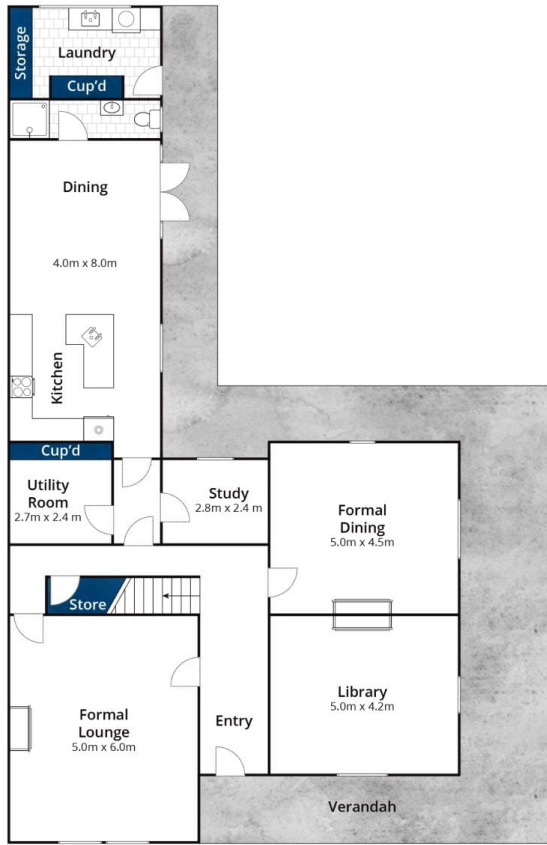 Storage
Laundry
Cup'd
Dining
4.0m x 8.0m
Kitchen
Cup'd
Utility
Room
2.7m x 2.4 m
Study
2.8m x 2.4 m
Formal
Dining
5.0m x 4.5m
Store
Library
5.0m x 4.2m
Formal
Lounge
5.0m x 6.0m
Entry
Verandah